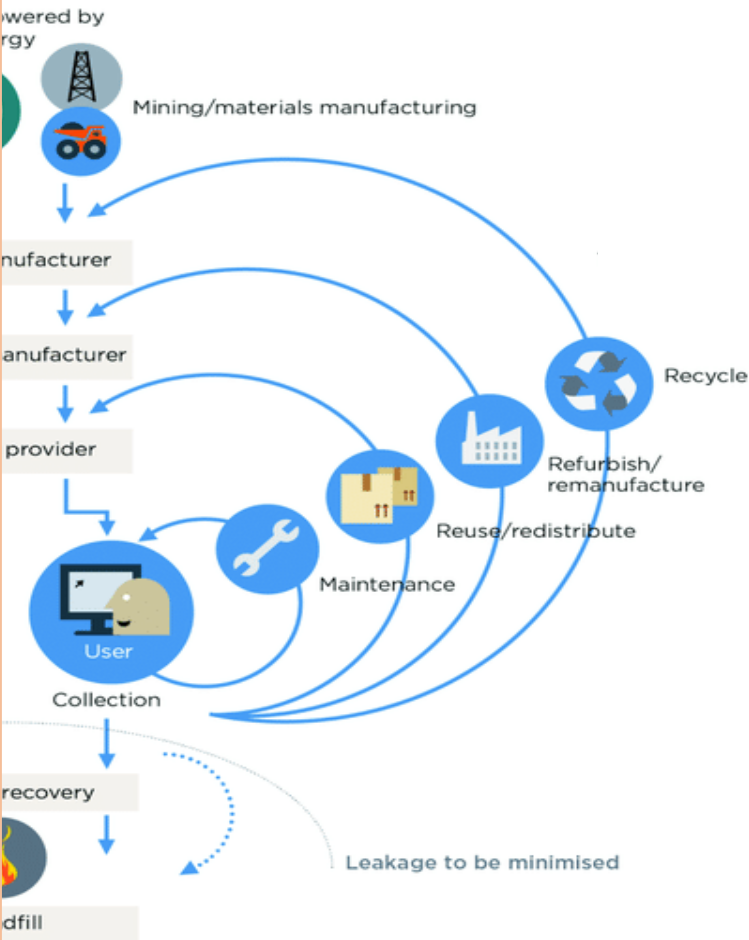 owered by
rgy
Mining/materials manufacturing
nufacturer
anufacturer
Recycle
provider
Refurbish/
remanufacture
Reuse/redistribute
Maintenance
User
Collection
recovery
Leakage to be minimised
dfill